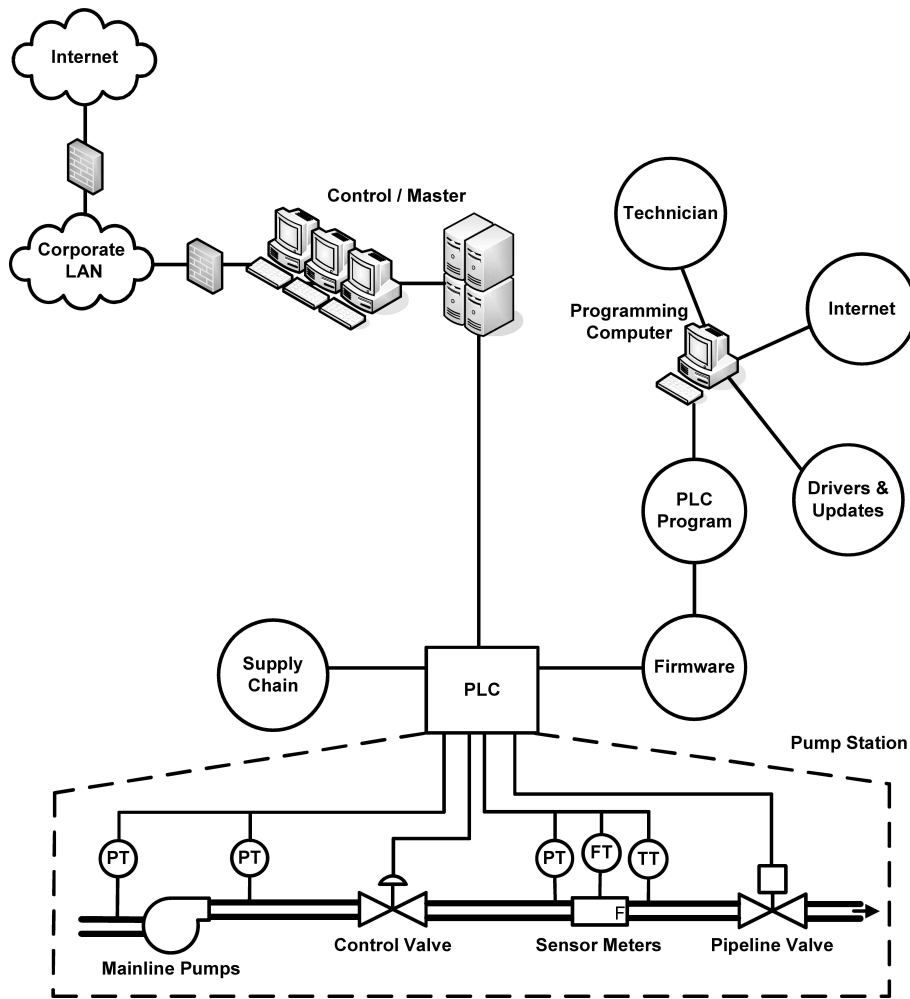 Internet
Control / Master
Corporate
LAN
Technician
Programming
Computer
Internet
Drivers &
Updates
PLC
Program
Supply
Chain
PLC
Firmware
Pump Station
PT
PT
PT
FT
TT
F
Control Valve
Sensor Meters
Pipeline Valve
Mainline Pumps